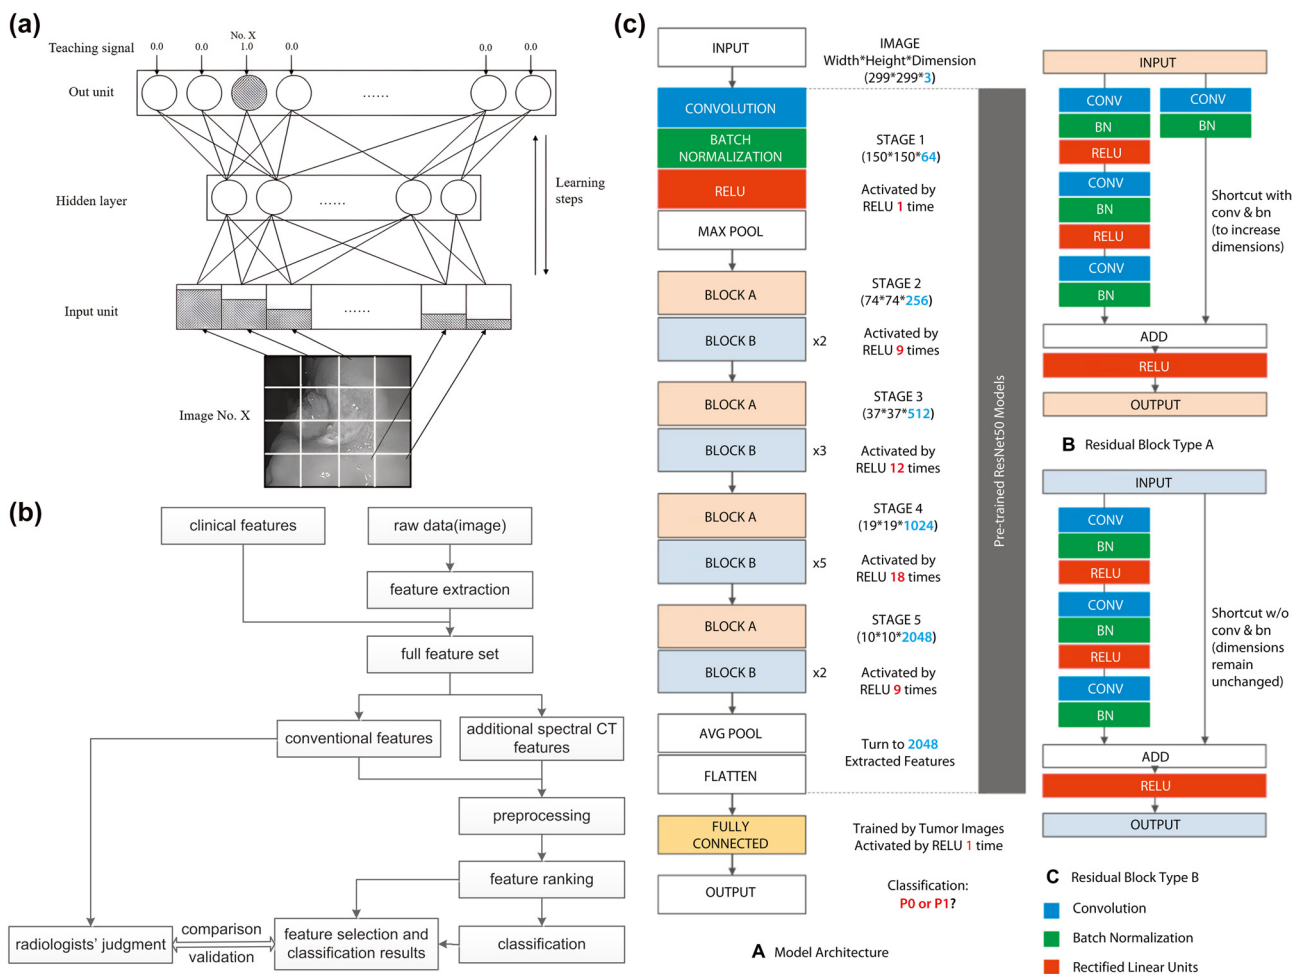 (a)
Teaching signal
0.0
0.0
No. X
1.0
0.0
0.0
0.0
Out unit
......
Hidden layer
......
Learning
steps
Input unit
......
Image No. X
(b)
clinical features
raw data(image)
feature extraction
full feature set
conventional features
additional spectral CT
features
preprocessing
feature ranking
radiologists' judgment
comparison
validation
feature selection and
classification results
classification
(c)
INPUT
IMAGE
Width*Height*Dimension
(299*299*3)
CONVOLUTION
BATCH
NORMALIZATION
RELU
STAGE 1
(150*150*64)
Activated by
RELU 1 time
MAX POOL
BLOCK A
STAGE 2
(74*74*256)
BLOCK B
x2
Activated by
RELU 9 times
BLOCK A
STAGE 3
(37*37*512)
BLOCK B
x3
Activated by
RELU 12 times
BLOCK A
STAGE 4
(19*19*1024)
BLOCK B
x5
Activated by
RELU 18 times
BLOCK A
STAGE 5
(10*10*2048)
BLOCK B
x2
Activated by
RELU 9 times
AVG POOL
FLATTEN
Turn to 2048
Extracted Features
FULLY
CONNECTED
Trained by Tumor Images
Activated by RELU 1 time
OUTPUT
Classification:
P0 or P1?
A Model Architecture
Pre-trained ResNet50 Models
INPUT
CONV
BN
RELU
CONV
BN
RELU
CONV
BN
CONV
BN
Shortcut with
conv & bn
(to increase
dimensions)
ADD
RELU
OUTPUT
B Residual Block Type A
INPUT
CONV
BN
RELU
CONV
BN
RELU
CONV
BN
Shortcut w/o
conv & bn
(dimensions
remain
unchanged)
ADD
RELU
OUTPUT
C Residual Block Type B
Convolution
Batch Normalization
Rectified Linear Units